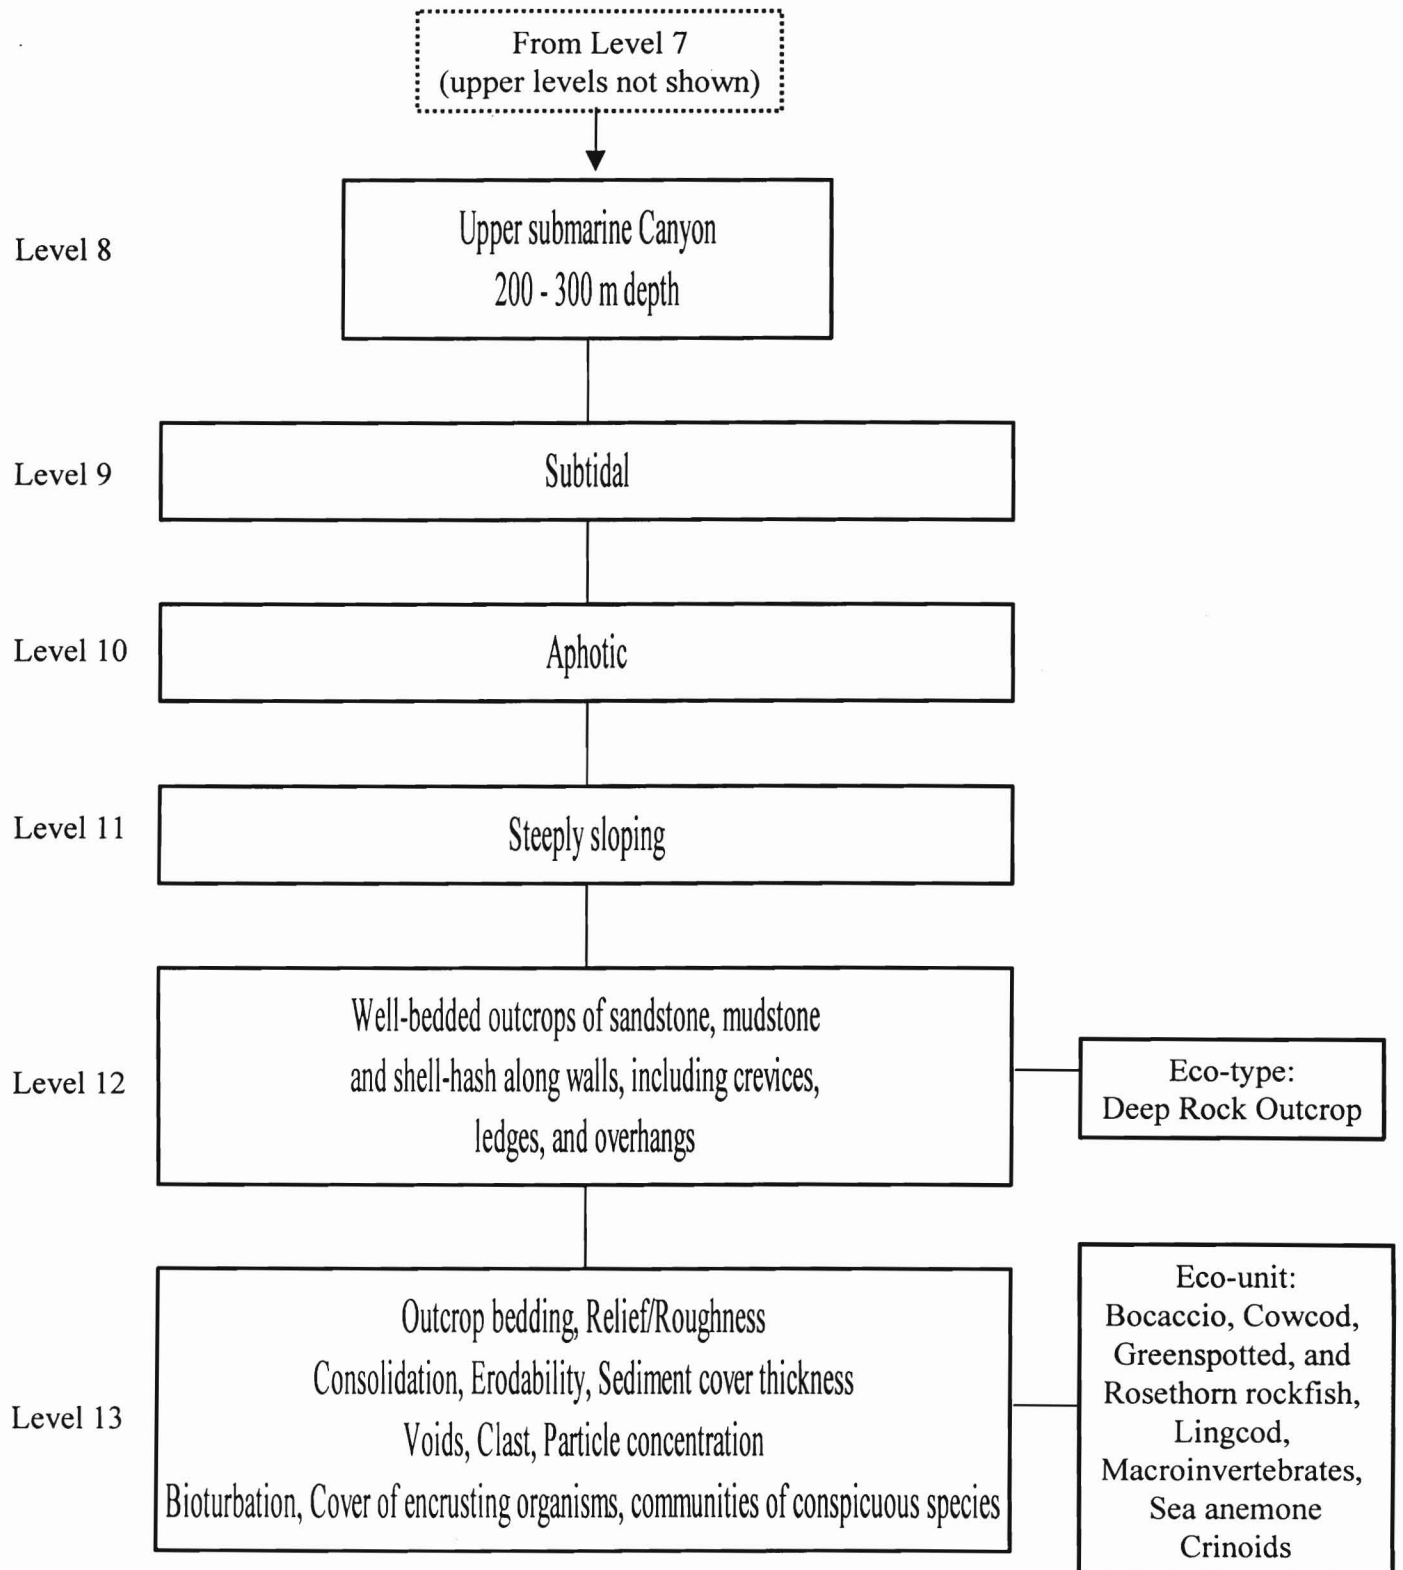 From Level 7
(upper levels not shown)
Level 8
Upper submarine Canyon
200 - 300 m depth
Level 9
Subtidal
Level 10
Aphotic
Level 11
Steeply sloping
Level 12
Well-bedded outcrops of sandstone, mudstone
and shell-hash along walls, including crevices,
ledges, and overhangs
Eco-type:
Deep Rock Outcrop
Level 13
Outcrop bedding, Relief/Roughness
Consolidation, Erodability, Sediment cover thickness
Voids, Clast, Particle concentration
Bioturbation, Cover of encrusting organisms, communities of conspicuous species
Eco-unit:
Bocaccio, Cowcod,
Greenspotted, and
Rosethorn rockfish,
Lingcod,
Macroinvertebrates,
Sea anemone
Crinoids